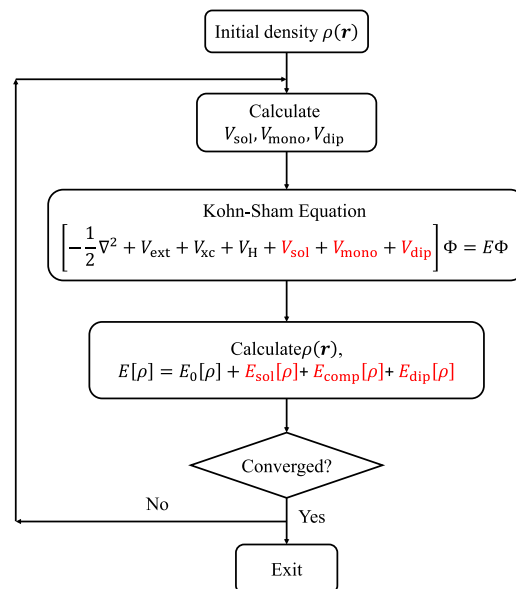 Initial density ρ(r)
Calculate
V_sol, V_mono, V_dip
Kohn-Sham Equation
[-1/2 ∇² + V_ext + V_xc + V_H + V_sol + V_mono + V_dip] Φ = EΦ
Calculateρ(r),
E[ρ] = E_0[ρ] + E_sol[ρ]+ E_comp[ρ]+ E_dip[ρ]
Converged?
No
Yes
Exit